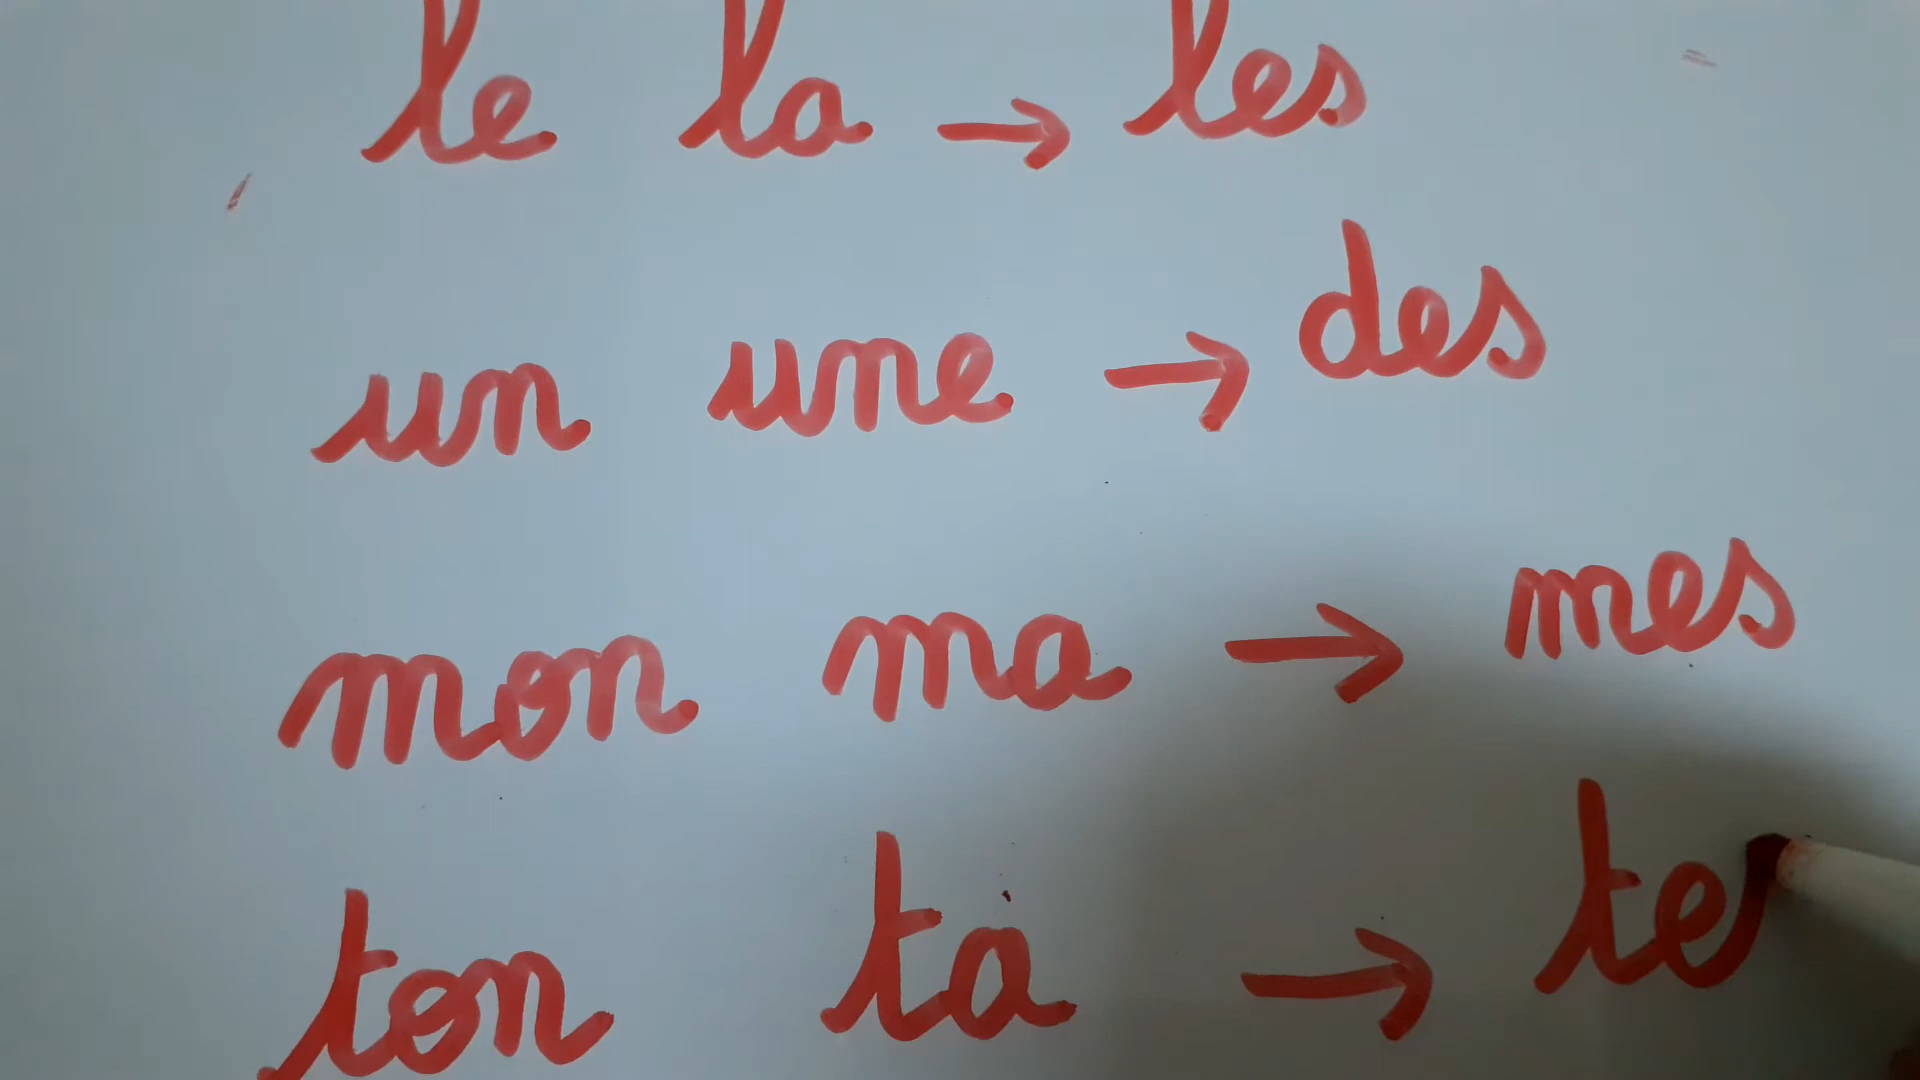 le la → les
un une → des
mon ma → mes
ton ta → te